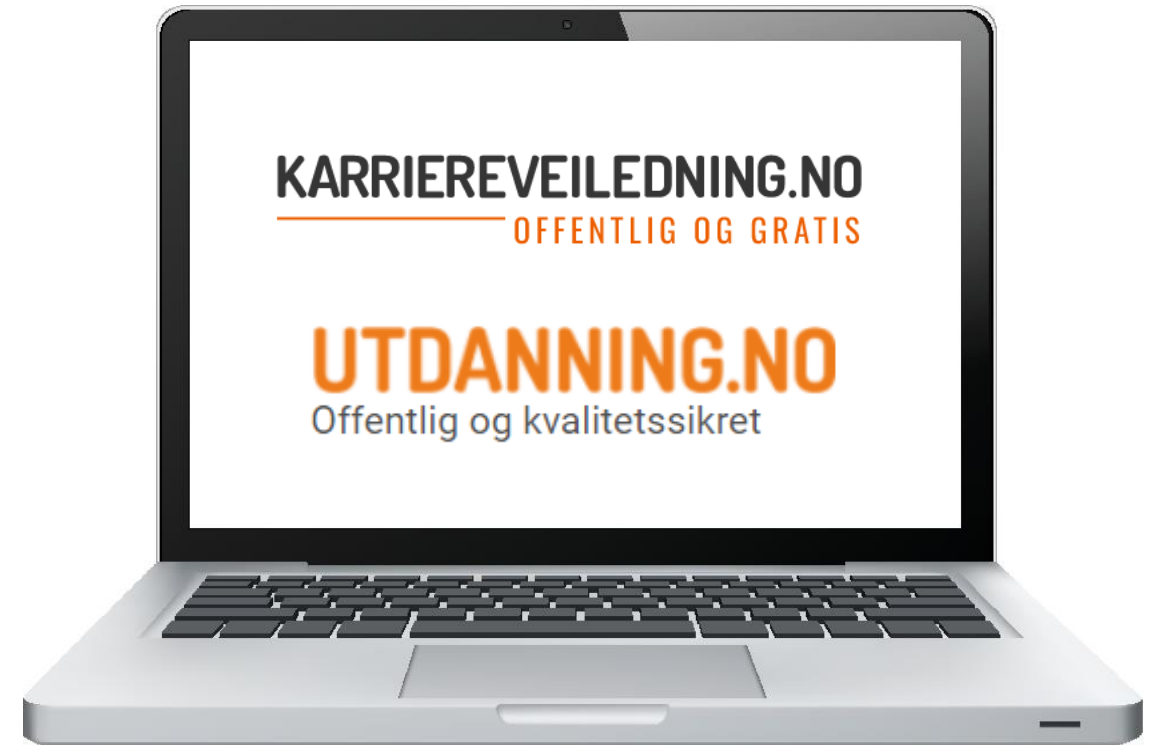 KARRIEREVEILEDNING.NO
OFFENTLIG OG GRATIS
UTDANNING.NO
Offentlig og kvalitetssikret